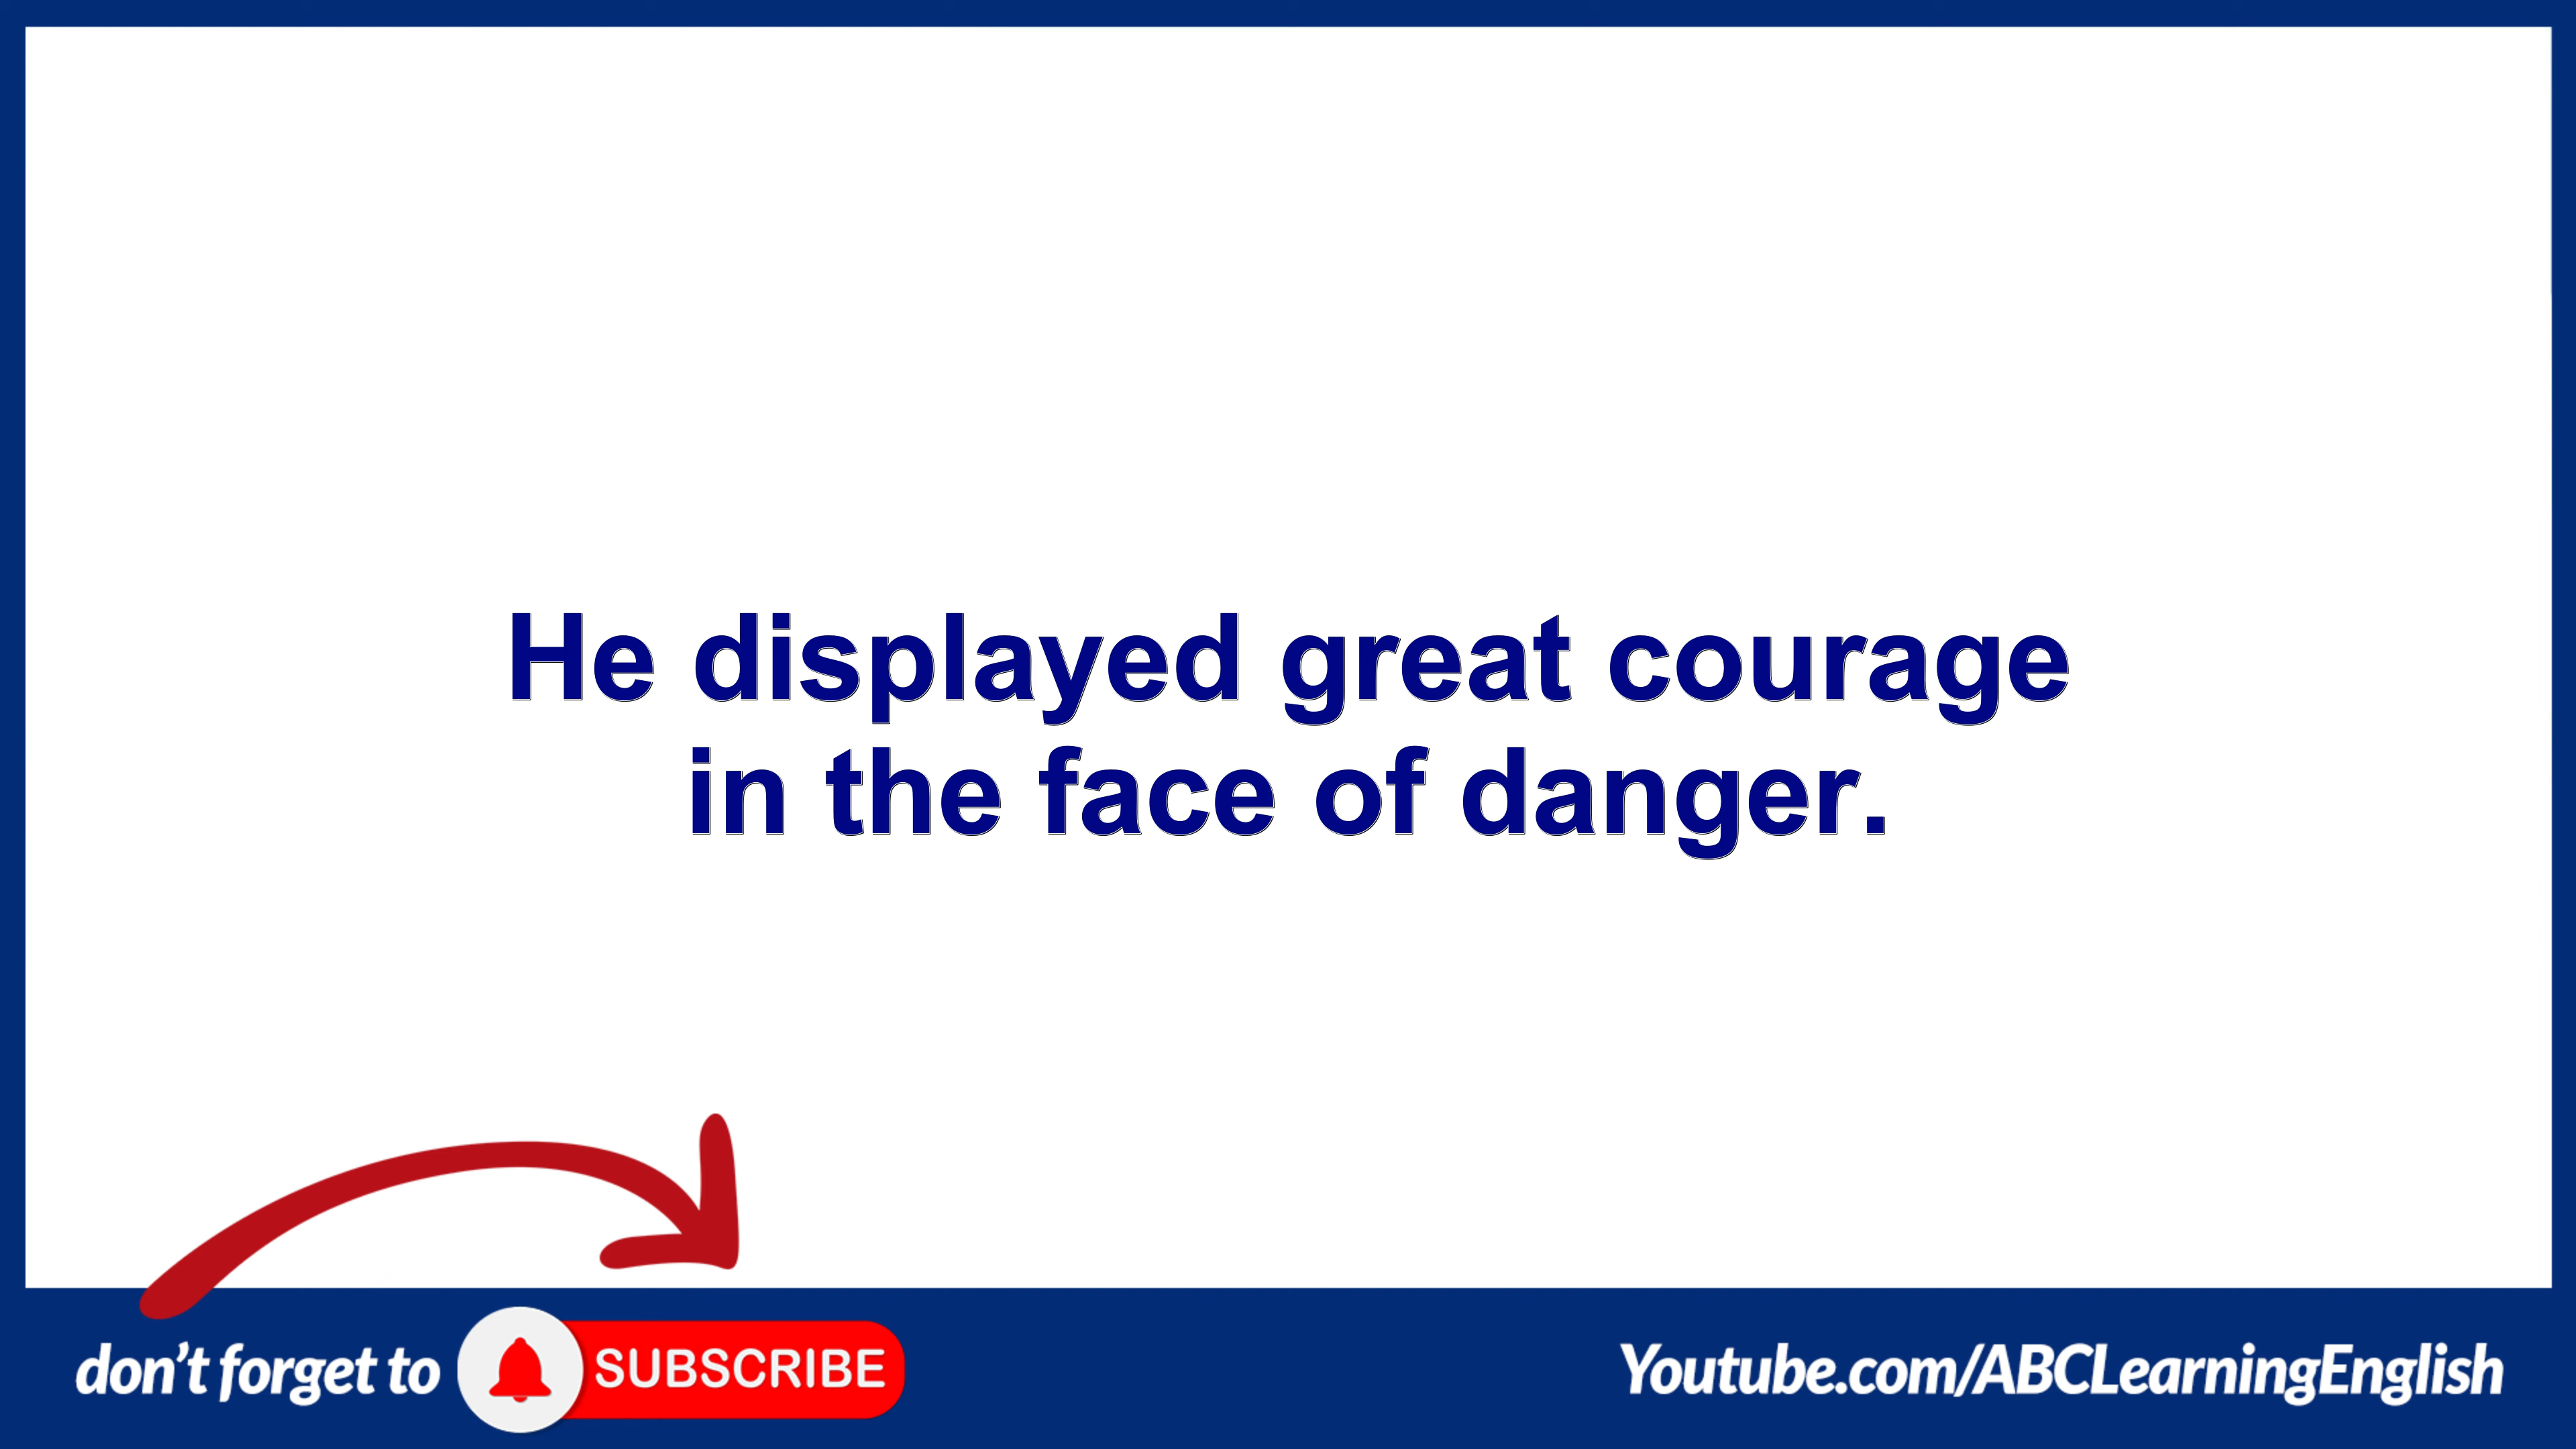 He displayed great courage
in the face of danger.
don't forget to SUBSCRIBE
Youtube.com/ABCLearningEnglish